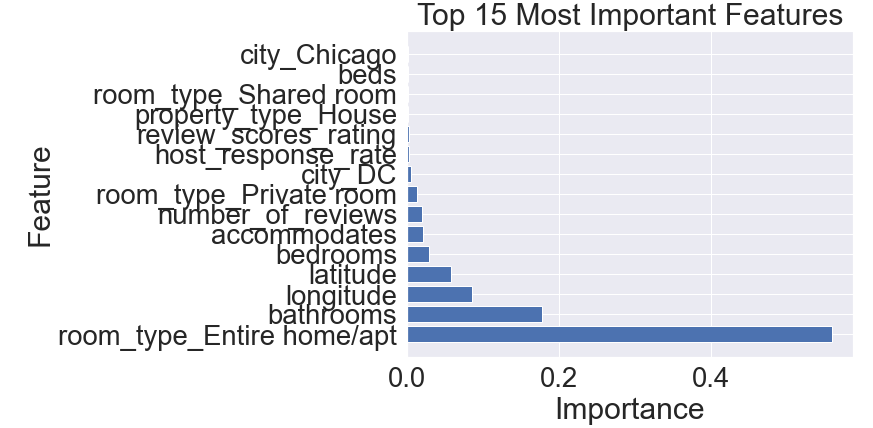 Top 15 Most Important Features
city_Chicago
beds
room_type_Shared room
property_type_House
review_scores_rating
host_response_rate
city_DC
room_type_Private room
number_of_reviews
accommodates
bedrooms
latitude
longitude
bathrooms
room_type_Entire home/apt
Feature
0.0 0.2 0.4
Importance